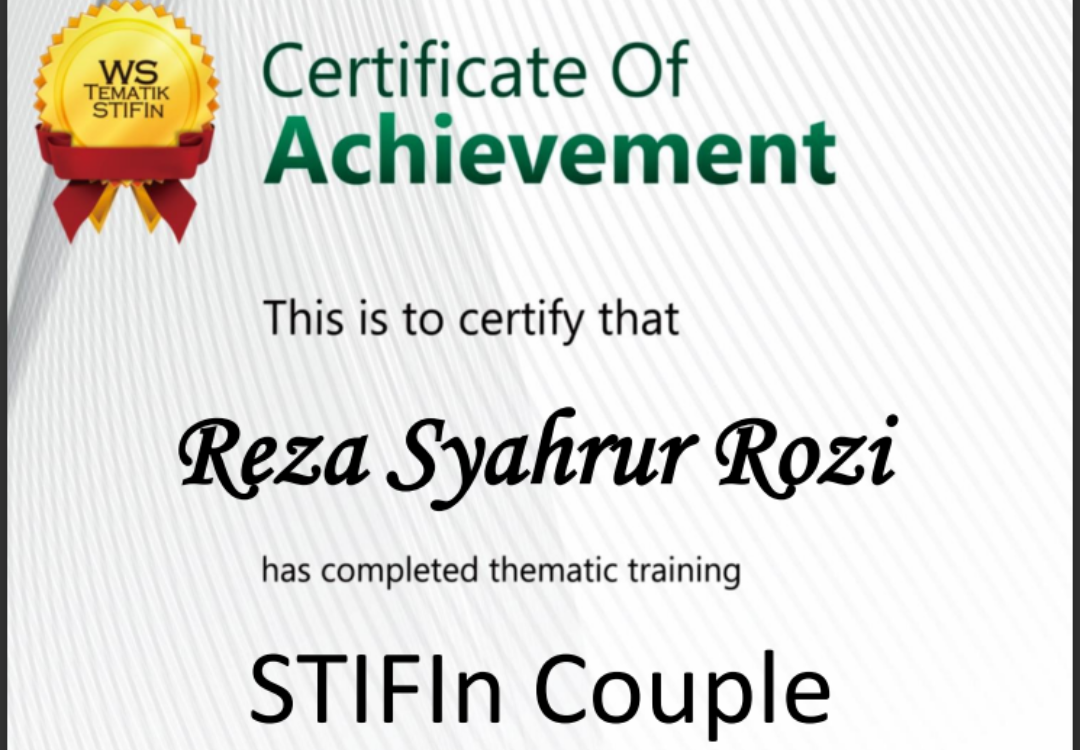 WS
TEMATIK
STIFIN
Certificate Of
Achievement
This is to certify that
Reza Syahrur Rozi
has completed thematic training
STIFIn Couple